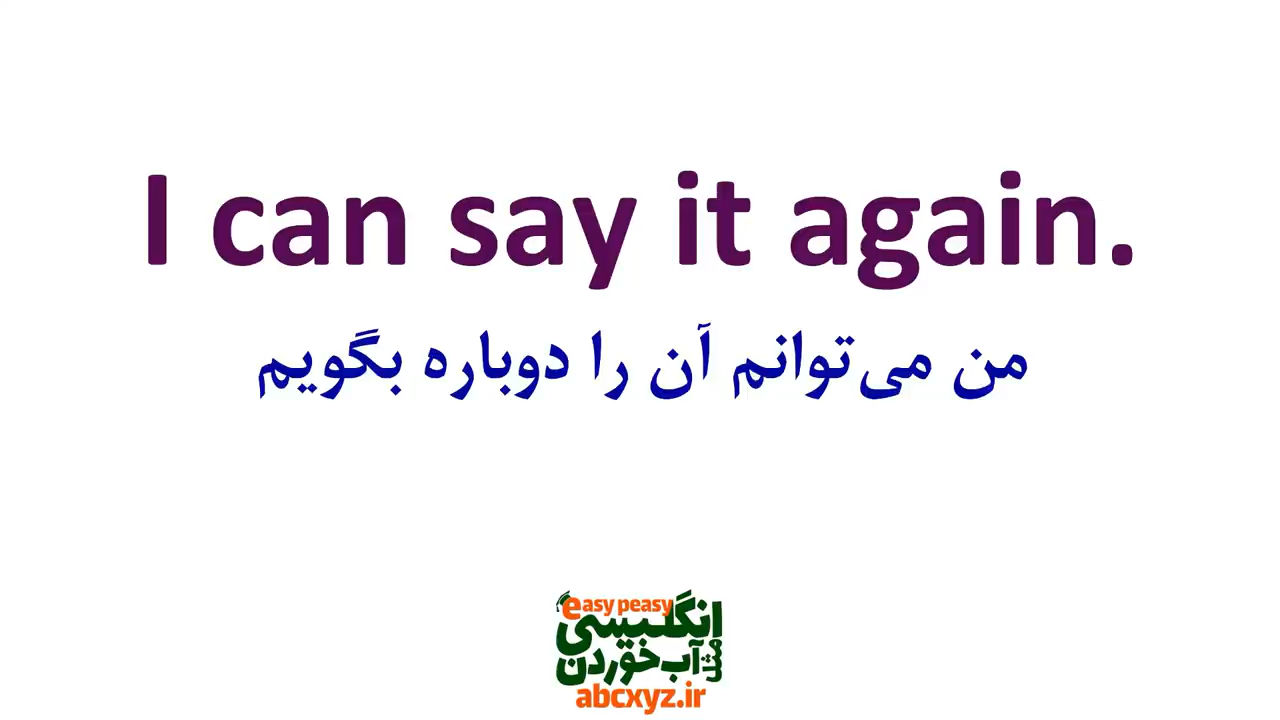 I can say it again.
من می‌توانم آن را دوباره بگویم
easy peasy
انگلیسی
مثل
آب خوردن
abcxyz.ir